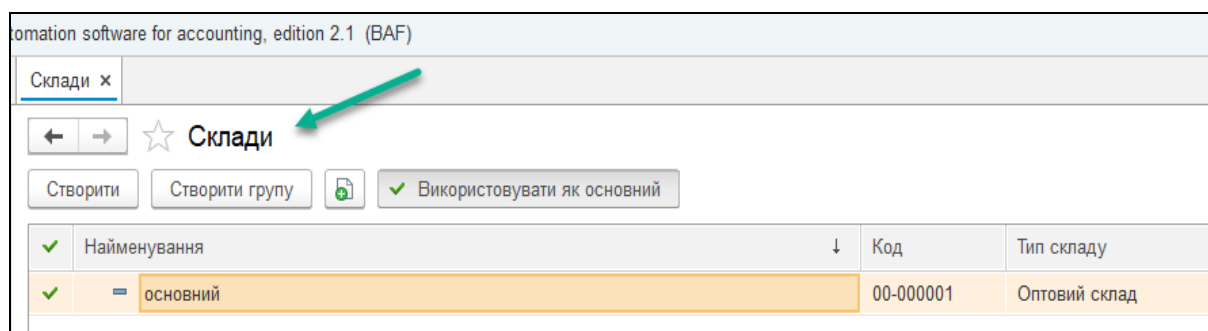 tomation software for accounting, edition 2.1 (BAF)
Склади ×
Склади
Створити Створити групу Використовувати як основний
Найменування ↓ Код Тип складу
основний 00-000001 Оптовий склад